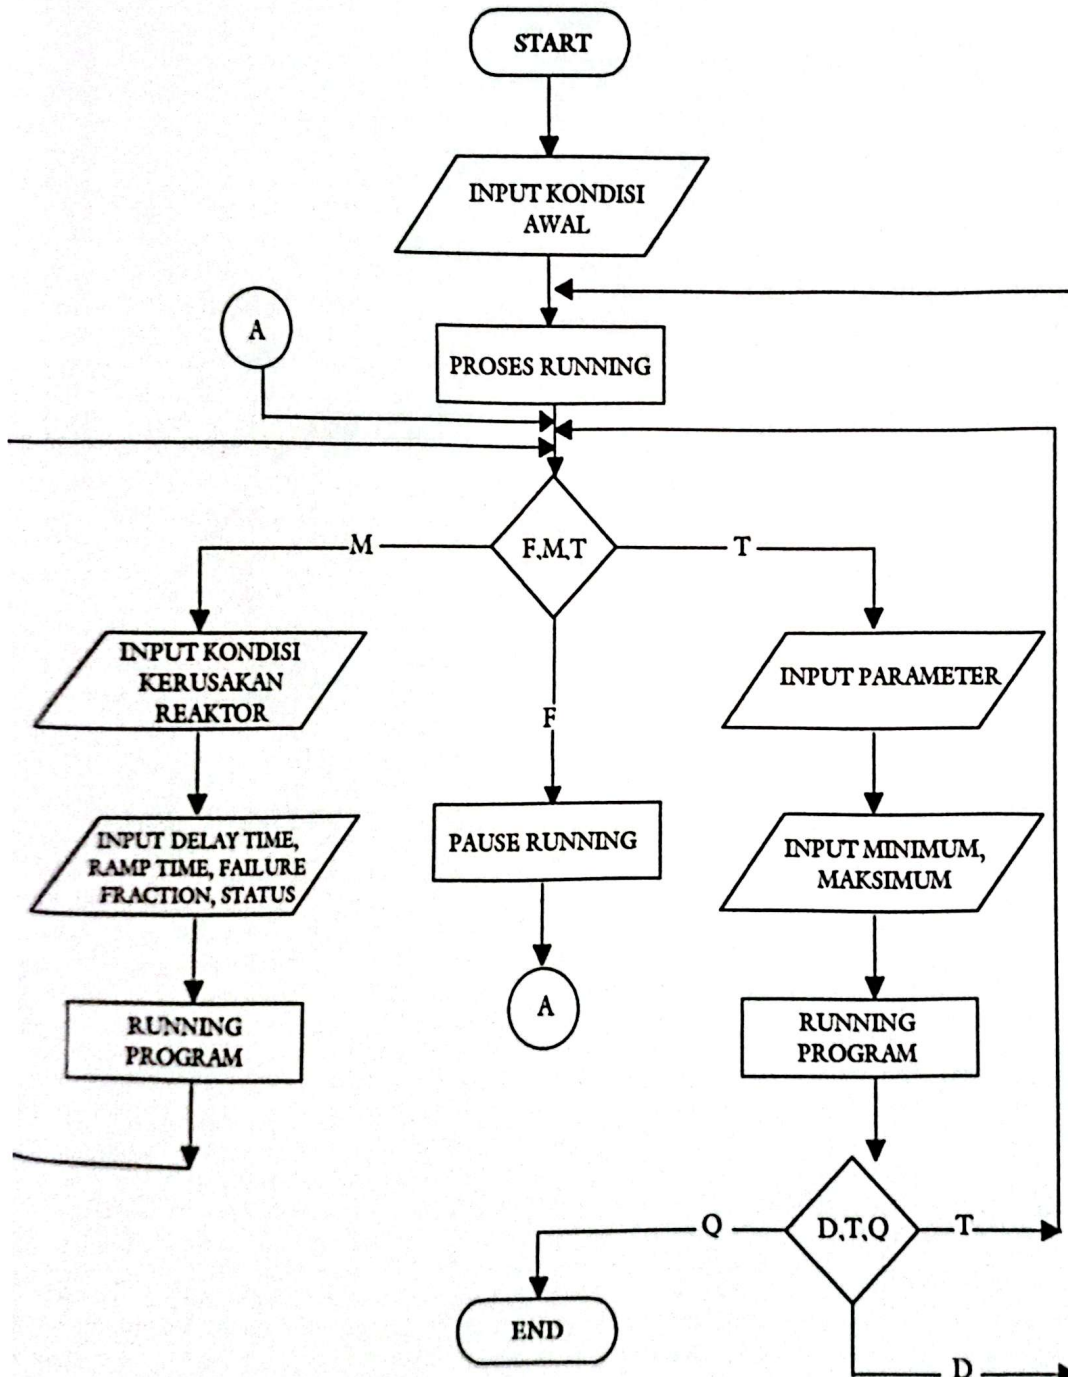 START
INPUT KONDISI
AWAL
A
PROSES RUNNING
F,M,T
M
T
F
INPUT KONDISI
KERUSAKAN
REAKTOR
INPUT DELAY TIME,
RAMP TIME, FAILURE
FRACTION, STATUS
RUNNING
PROGRAM
PAUSE RUNNING
A
INPUT PARAMETER
INPUT MINIMUM,
MAKSIMUM
RUNNING
PROGRAM
D,T,Q
Q
T
D
END